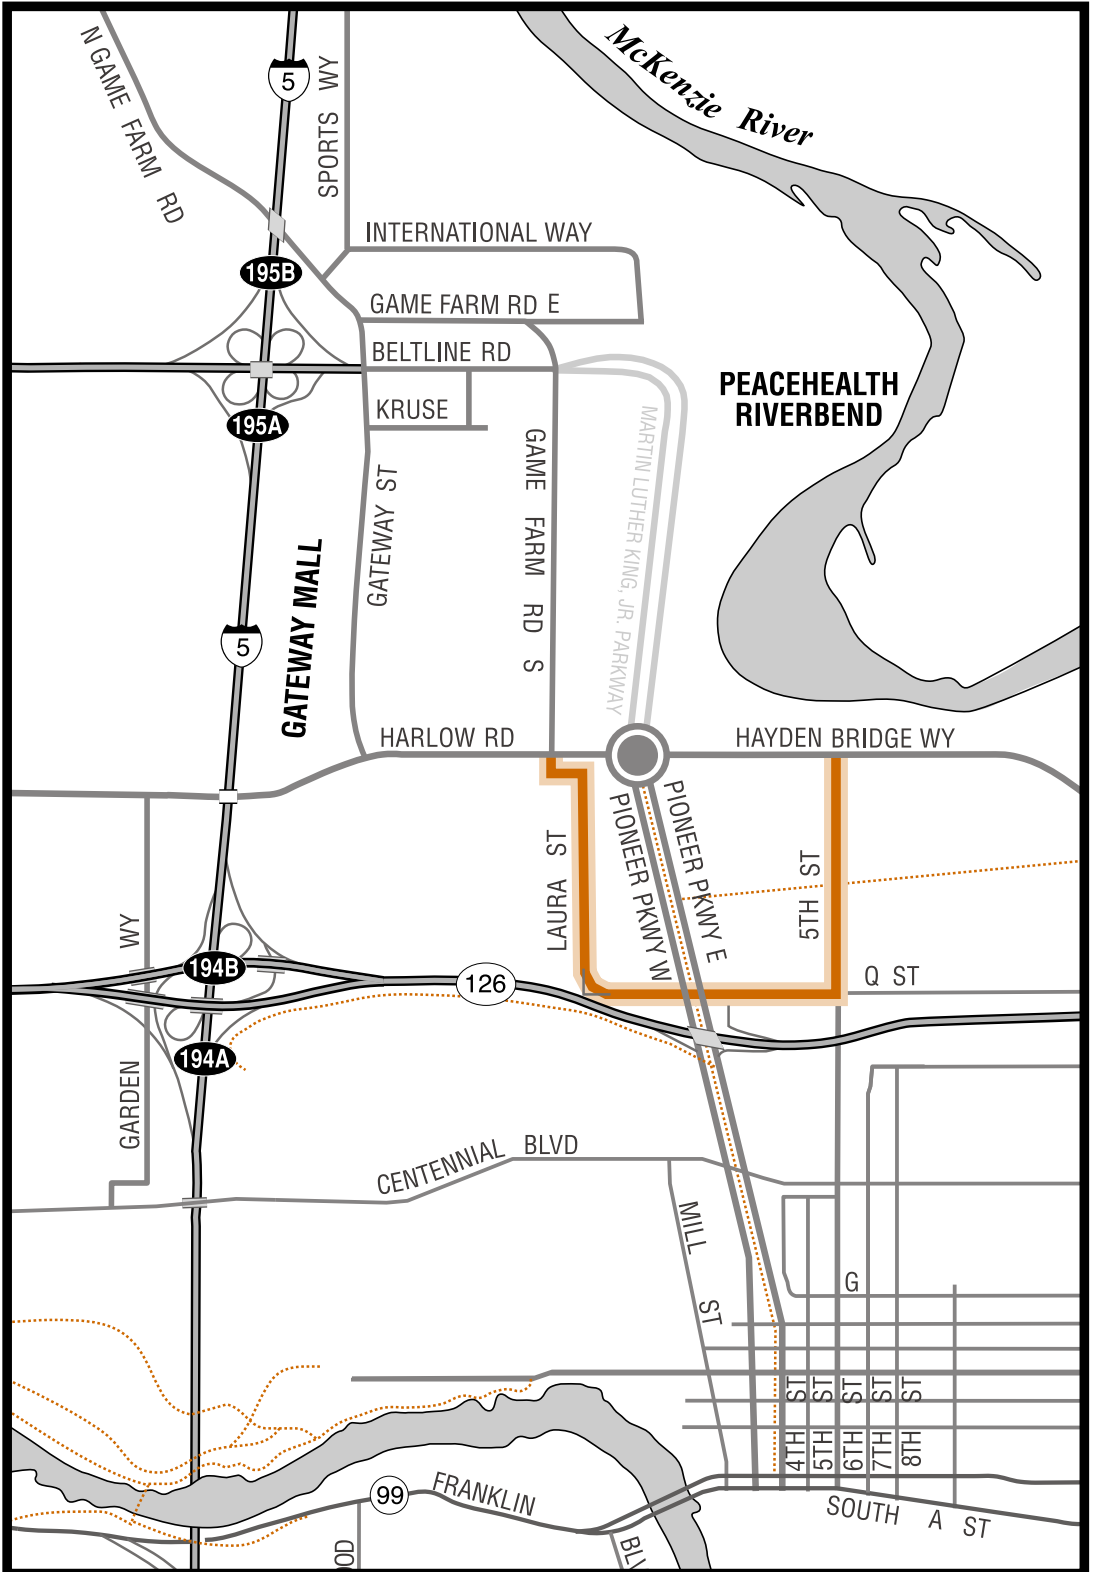 McKenzie River
N GAME FARM RD
5
SPORTS WY
INTERNATIONAL WAY
195B
GAME FARM RD E
BELTLINE RD
KRUSE
195A
PEACEHEALTH
RIVERBEND
MARTIN LUTHER KING, JR. PARKWAY
GAME FARM RD S
GATEWAY ST
GATEWAY MALL
5
HARLOW RD
HAYDEN BRIDGE WY
PIONEER PKWY E
PIONEER PKWY W
LAURA ST
5TH ST
GARDEN WY
194B
126
Q ST
194A
CENTENNIAL BLVD
MILL ST
G
4TH ST
5TH ST
6TH ST
7TH ST
8TH ST
99
FRANKLIN
SOUTH A ST
OOD
BLV